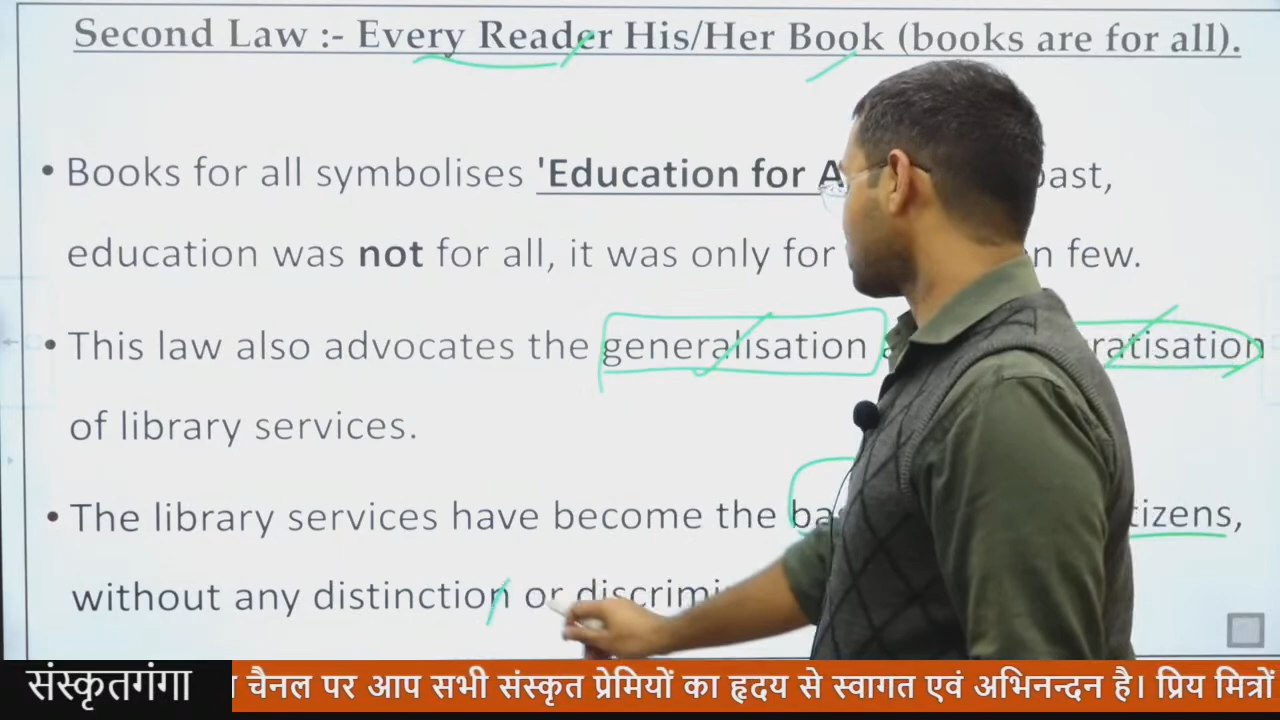 Second Law :- Every Reader His/Her Book (books are for all).
• Books for all symbolises 'Education for
education was not for all, it was only for few.
• This law also advocates the generalisation
of library services.
• The library services have become the
without any distinction or
संस्कृतगंगा
चैनल पर आप सभी संस्कृत प्रेमियों का हृदय से स्वागत एवं अभिनन्दन है। प्रिय मित्रों